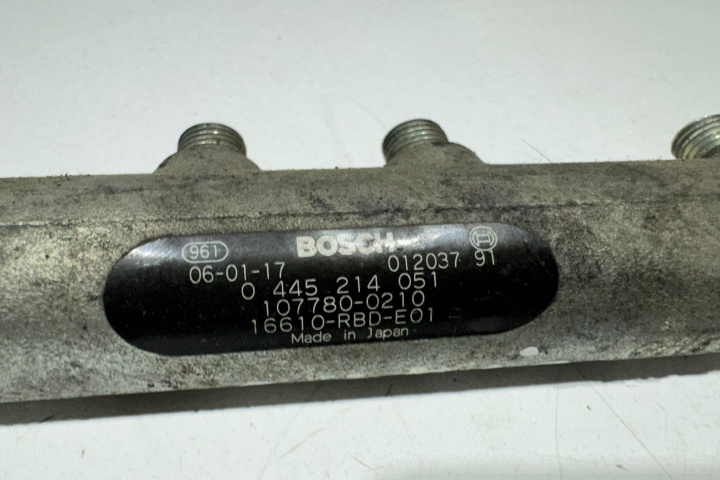 961 BOSCH
06-01-17 012037 91
0 445 214 051
107780-0210
16610-RBD-E01
Made in Japan